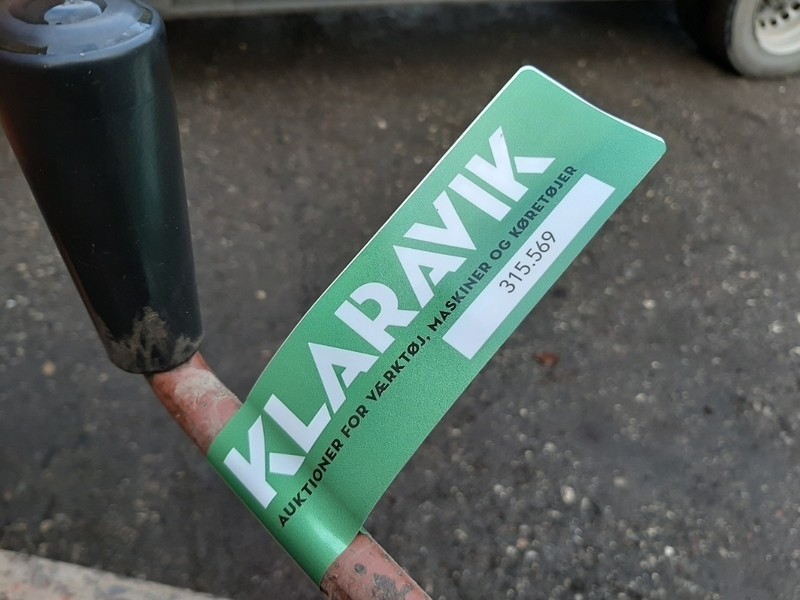 KLARAVIK
AUKTIONER FOR VÆRKTØJ, MASKINER OG KØRETØJER
315.569